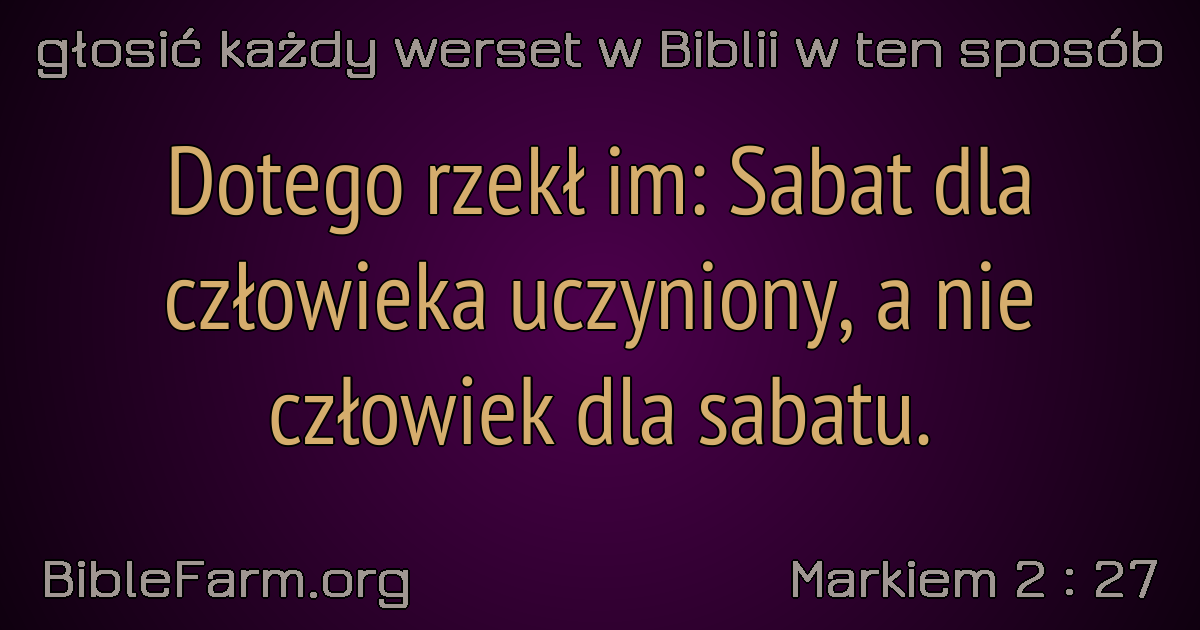 głosić każdy werset w Biblii w ten sposób
Dotego rzekł im: Sabat dla
człowieka uczyniony, a nie
człowiek dla sabatu.
BibleFarm.org
Markiem 2 : 27